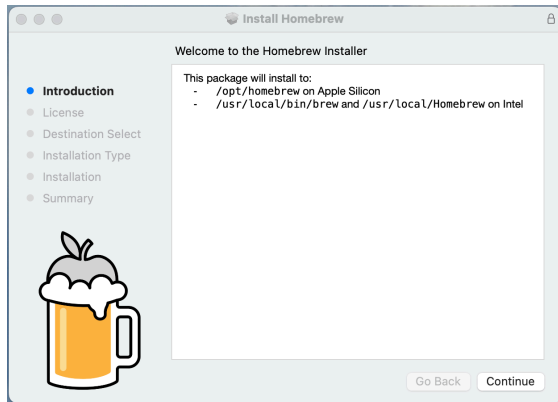 Install Homebrew
Welcome to the Homebrew Installer
Introduction
License
Destination Select
Installation Type
Installation
Summary
This package will install to:
- /opt/homebrew on Apple Silicon
- /usr/local/bin/brew and /usr/local/Homebrew on Intel
Go Back
Continue